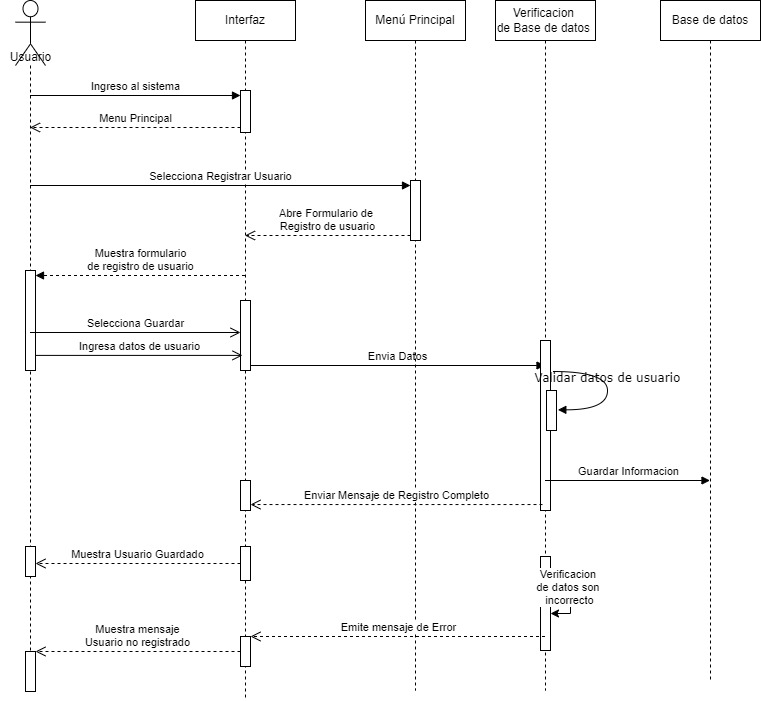 Interfaz
Menú Principal
Verificacion
de Base de datos
Base de datos
Usuario
Ingreso al sistema
Menu Principal
Selecciona Registrar Usuario
Abre Formulario de
Registro de usuario
Muestra formulario
de registro de usuario
Selecciona Guardar
Ingresa datos de usuario
Envia Datos
Validar datos de usuario
Guardar Informacion
Enviar Mensaje de Registro Completo
Muestra Usuario Guardado
Verificacion
de datos son
incorrecto
Emite mensaje de Error
Muestra mensaje
Usuario no registrado